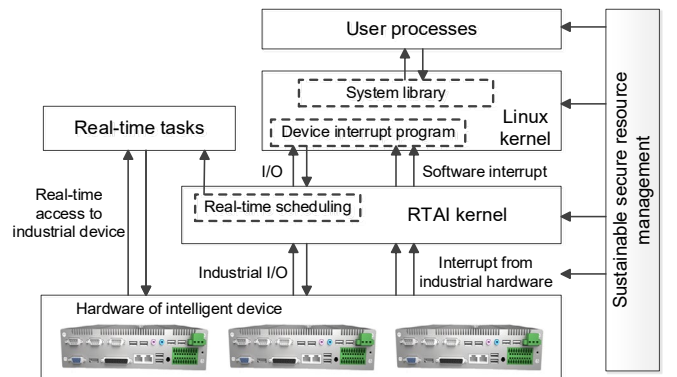 User processes
System library
Linux
kernel
Device interrupt program
Real-time tasks
I/O
Software interrupt
Real-time
access to
industrial device
Real-time scheduling
RTAI kernel
Industrial I/O
Interrupt from
industrial hardware
Hardware of intelligent device
Sustainable secure resource
management